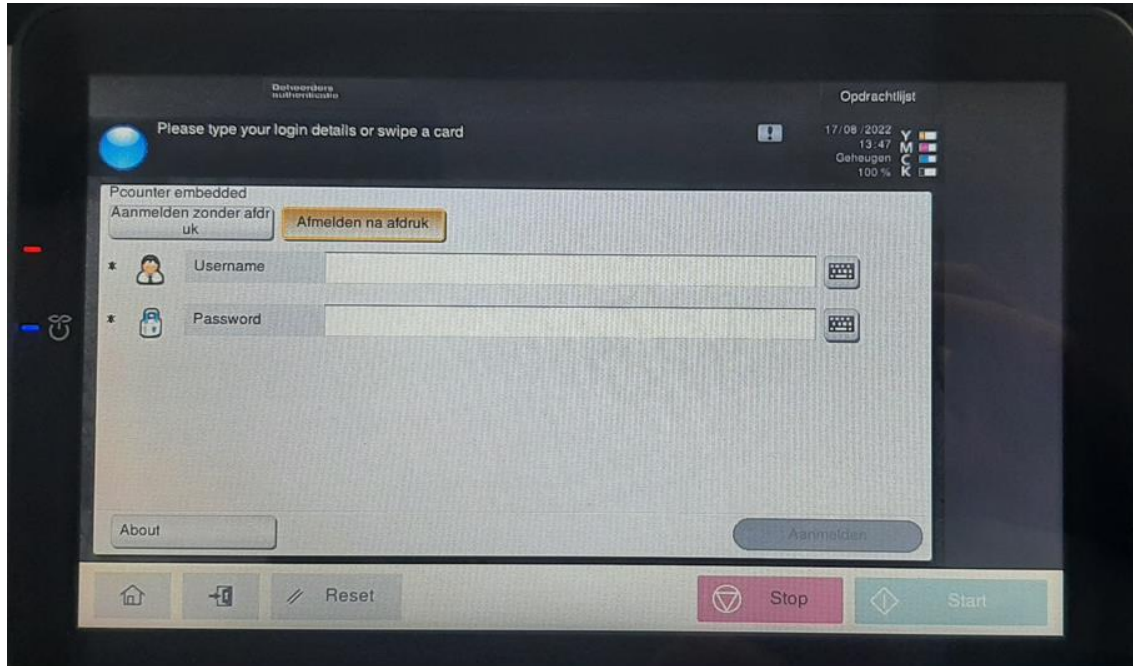 authenticatie
Opdrachtlijst
Please type your login details or swipe a card
17/08/2022
13:47
Geheugen
100 %
Y
M
C
K
Pcounter embedded
Aanmelden zonder afdr
uk
Afmelden na afdruk
* Username
* Password
About
Aanmelden
Reset
Stop
Start